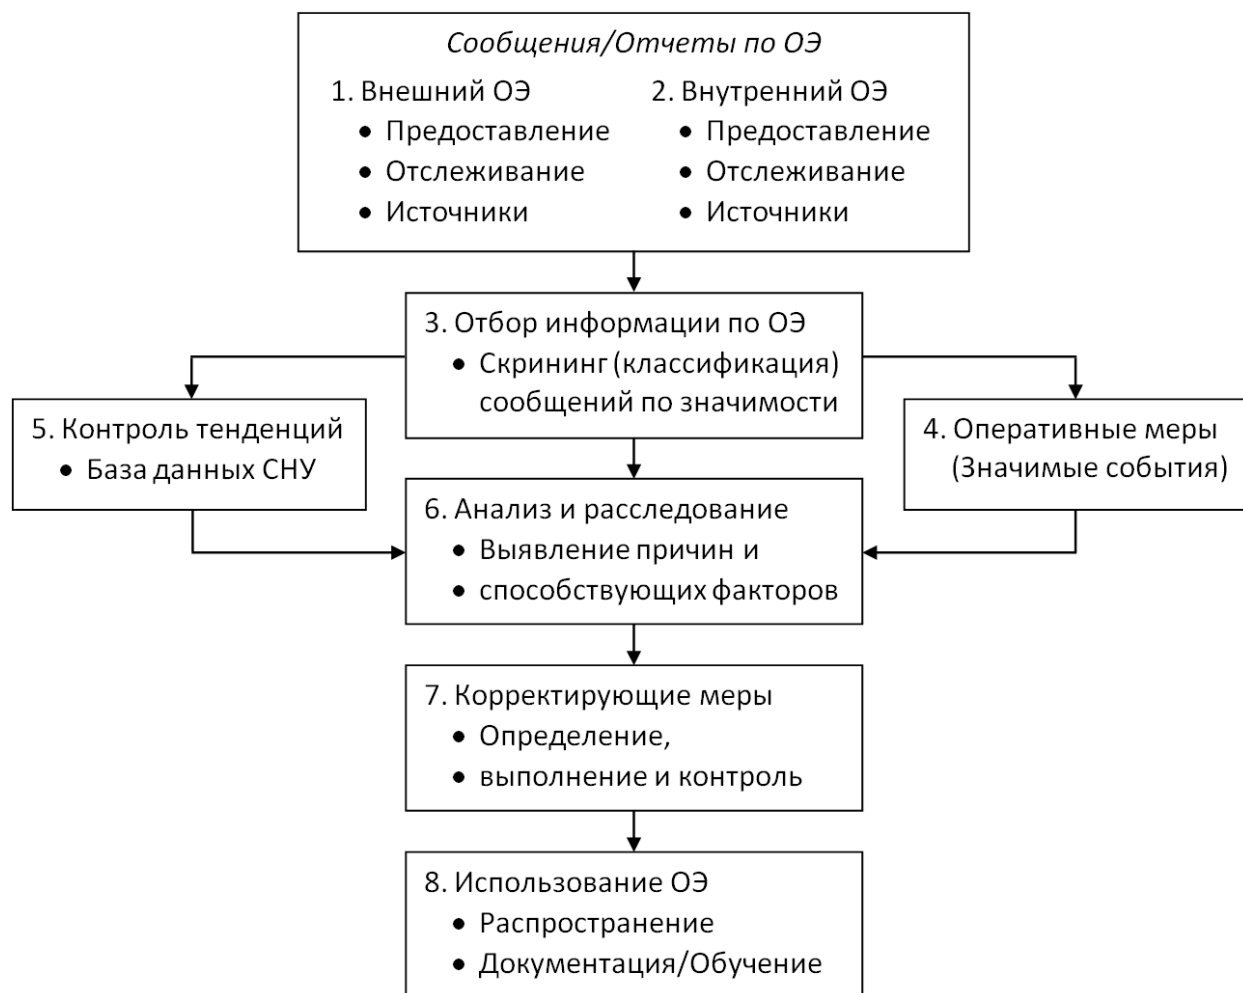 Сообщения/Отчеты по ОЭ
1. Внешний ОЭ
• Предоставление
• Отслеживание
• Источники
2. Внутренний ОЭ
• Предоставление
• Отслеживание
• Источники
3. Отбор информации по ОЭ
• Скрининг (классификация)
сообщений по значимости
5. Контроль тенденций
• База данных СНУ
4. Оперативные меры
(Значимые события)
6. Анализ и расследование
• Выявление причин и
• способствующих факторов
7. Корректирующие меры
• Определение,
• выполнение и контроль
8. Использование ОЭ
• Распространение
• Документация/Обучение